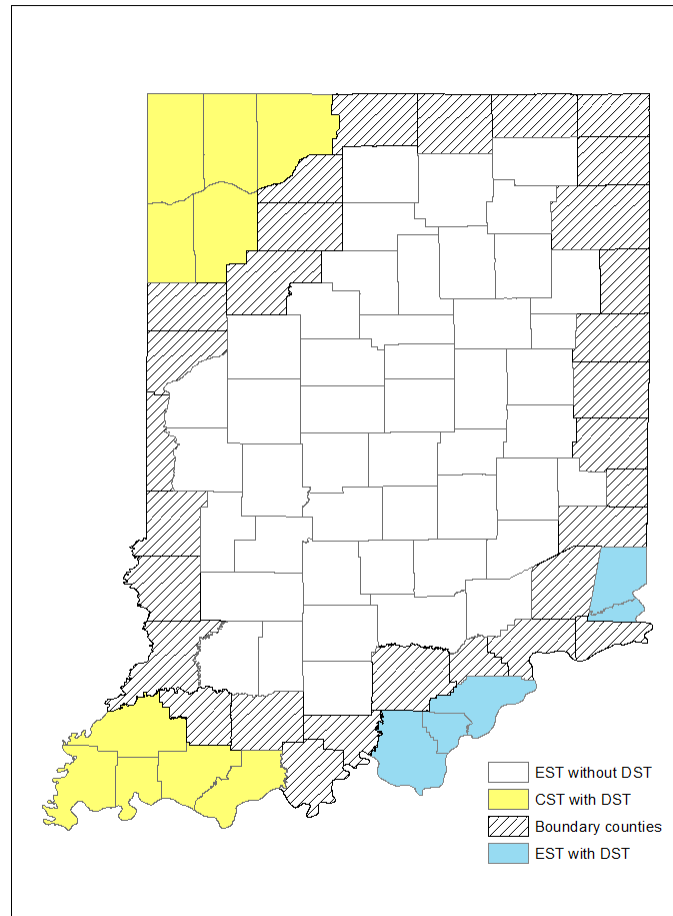 EST without DST
CST with DST
Boundary counties
EST with DST